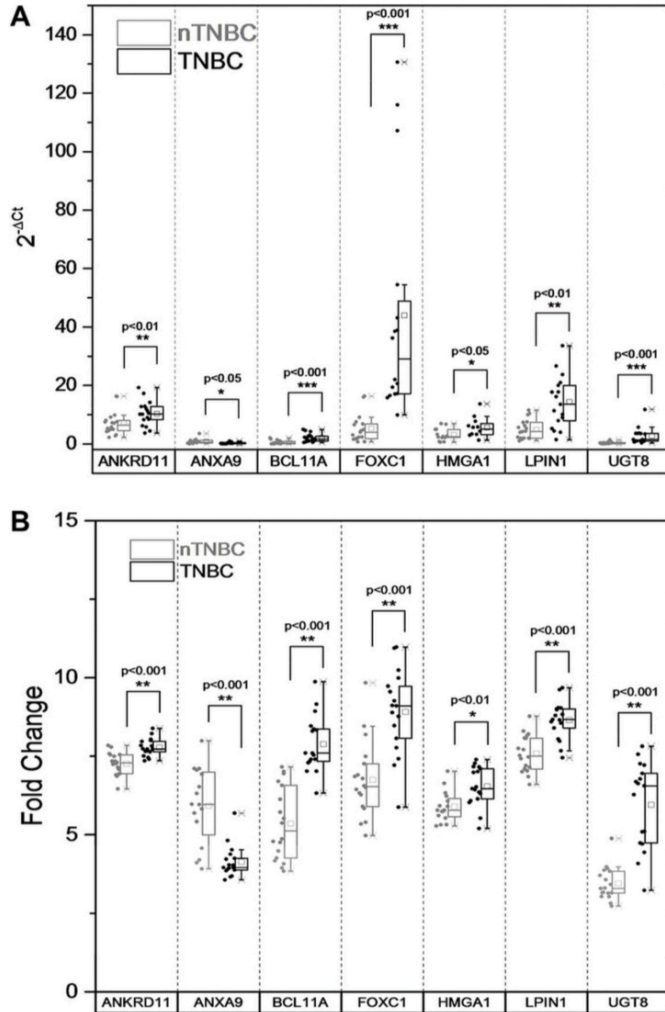 A
nTNBC
TNBC
p<0.001
***
150
140
120
100
80
60
40
20
0
2^-ΔCt
p<0.01
**
p<0.05
*
p<0.001
***
p<0.05
*
p<0.01
**
p<0.001
***
ANKRD11 ANXA9 BCL11A FOXC1 HMGA1 LPIN1 UGT8
B
nTNBC
TNBC
15
10
5
0
Fold Change
p<0.001
**
p<0.001
**
p<0.001
**
p<0.001
**
p<0.01
*
p<0.001
**
p<0.001
**
ANKRD11 ANXA9 BCL11A FOXC1 HMGA1 LPIN1 UGT8